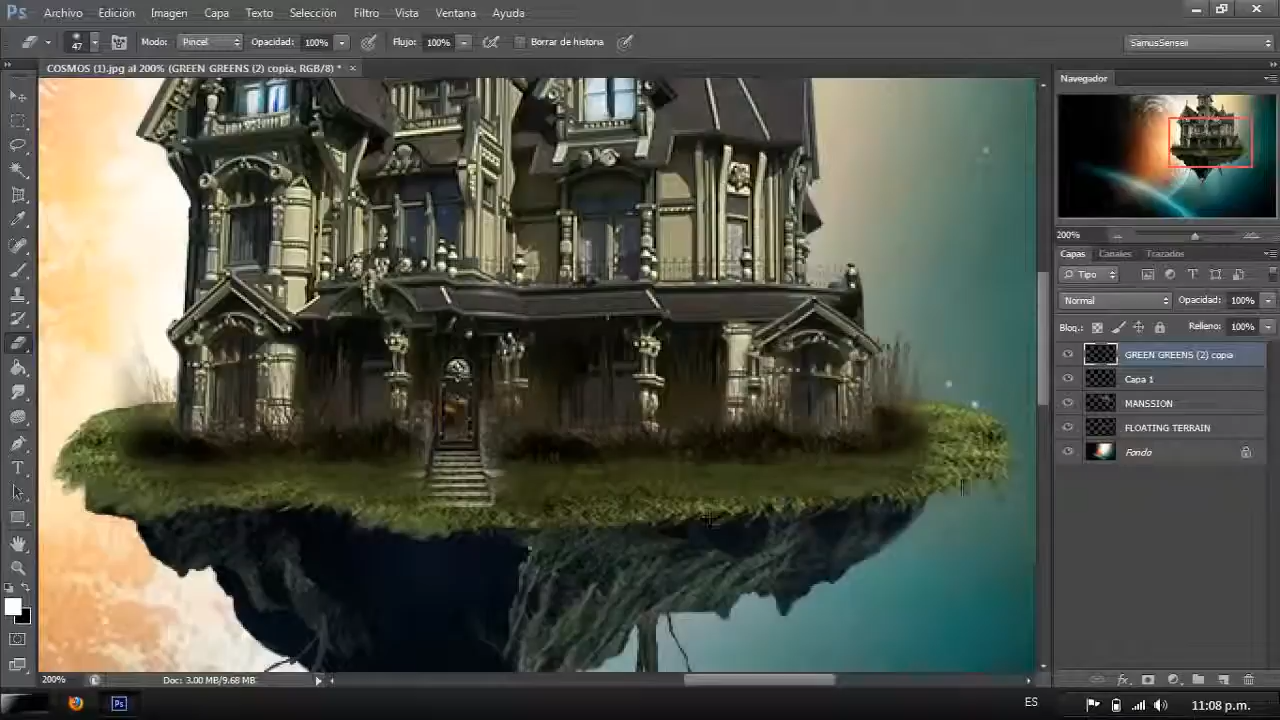 Ps Archivo Edición Imagen Capa Texto Selección Filtro Vista Ventana Ayuda
47 Modo: Pincel Opacidad: 100% Flujo: 100% Borrar de historia SamusSenseii
COSMOS (1).jpg al 200% (GREEN GREENS (2) copia, RGB/8) * ×
Navegador
200%
Capas Canales Trazados
Tipo
Normal Opacidad: 100%
Bloq.: Relleno: 100%
GREEN GREENS (2) copia
Capa 1
MANSSION
FLOATING TERRAIN
Fondo
200% Doc: 3.00 MB/9.68 MB
Ps ES 11:08 p.m.